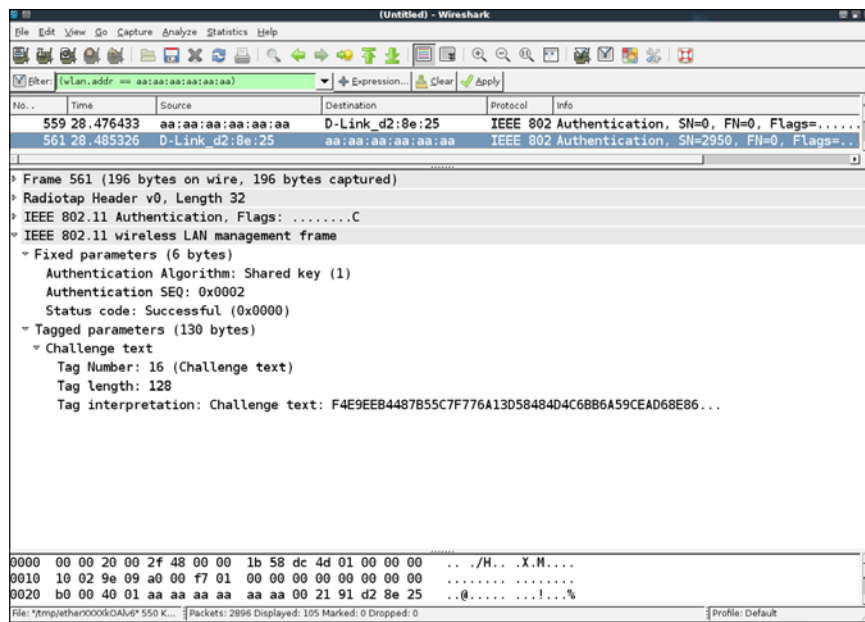 (Untitled) - Wireshark
File Edit View Go Capture Analyze Statistics Help
Filter: (wlan.addr == aa:aa:aa:aa:aa:aa) Expression... Clear Apply
No. . Time Source Destination Protocol Info
559 28.476433 aa:aa:aa:aa:aa:aa D-Link_d2:8e:25 IEEE 802 Authentication, SN=0, FN=0, Flags=......
561 28.485326 D-Link_d2:8e:25 aa:aa:aa:aa:aa:aa IEEE 802 Authentication, SN=2950, FN=0, Flags=...
Frame 561 (196 bytes on wire, 196 bytes captured)
Radiotap Header v0, Length 32
IEEE 802.11 Authentication, Flags: ........C
IEEE 802.11 wireless LAN management frame
Fixed parameters (6 bytes)
Authentication Algorithm: Shared key (1)
Authentication SEQ: 0x0002
Status code: Successful (0x0000)
Tagged parameters (130 bytes)
Challenge text
Tag Number: 16 (Challenge text)
Tag length: 128
Tag interpretation: Challenge text: F4E9EEB4487B55C7F776A13D58484D4C6BB6A59CEAD68E86...
0000 00 00 20 00 2f 48 00 00 1b 58 dc 4d 01 00 00 00 .. ./H.. .X.M....
0010 10 02 9e 09 a0 00 f7 01 00 00 00 00 00 00 00 00 ........ ........
0020 b0 00 40 01 aa aa aa aa aa aa 00 21 91 d2 8e 25 ..@..... ...!...%
File: "/tmp/etherXXXXkOAlv6" 550 K... Packets: 2896 Displayed: 105 Marked: 0 Dropped: 0 Profile: Default